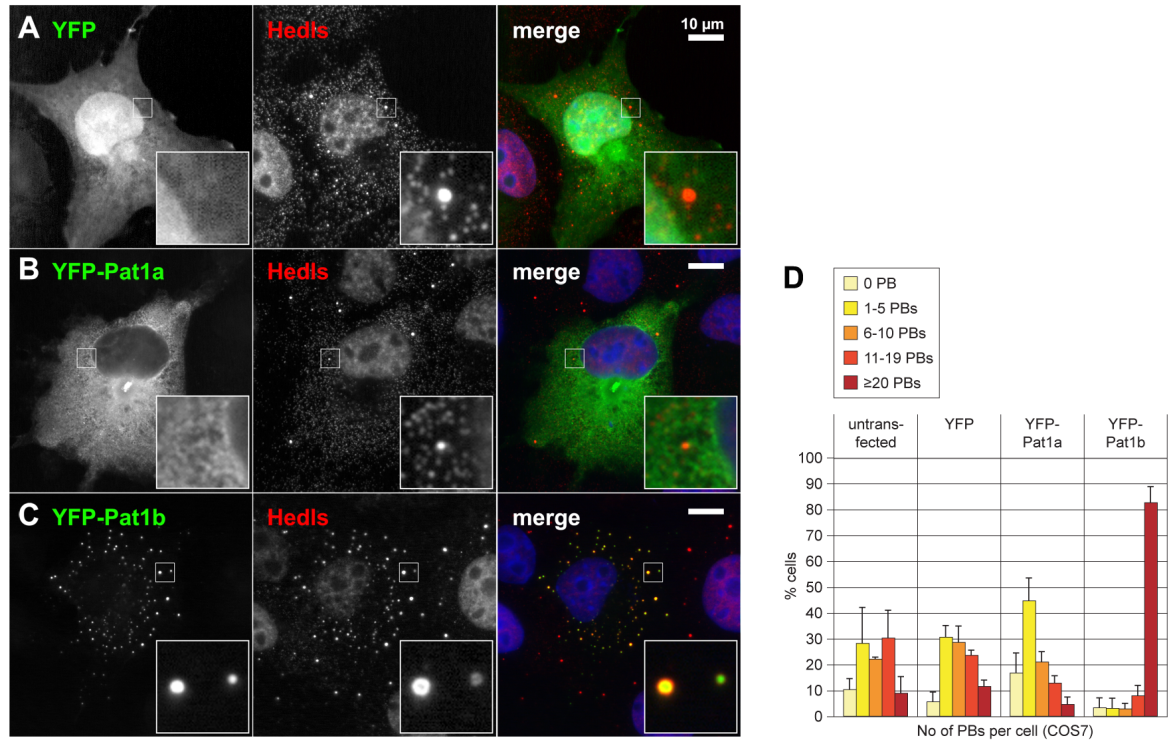 A YFP
Hedls
merge
10 µm
B YFP-Pat1a
Hedls
merge
C YFP-Pat1b
Hedls
merge
D
0 PB
1-5 PBs
6-10 PBs
11-19 PBs
≥20 PBs
untrans-
fected
YFP
YFP-
Pat1a
YFP-
Pat1b
100
90
80
70
60
50
40
30
20
10
0
% cells
No of PBs per cell (COS7)